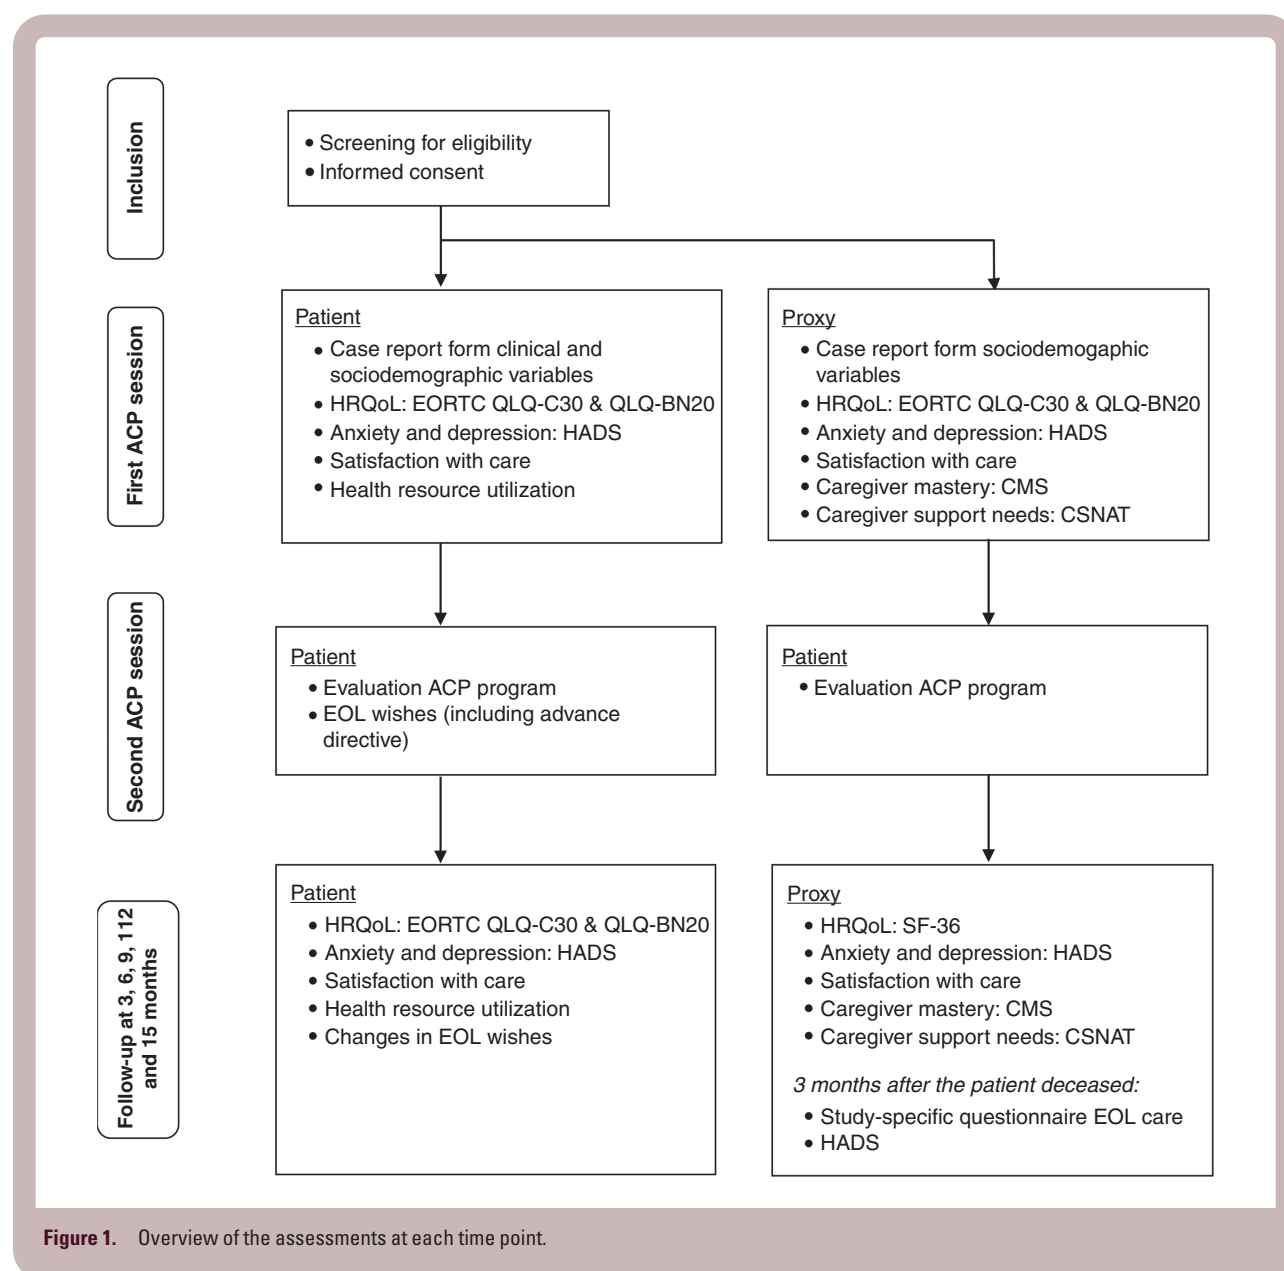 Inclusion
• Screening for eligibility
• Informed consent
First ACP session
Patient
• Case report form clinical and
sociodemographic variables
• HRQoL: EORTC QLQ-C30 & QLQ-BN20
• Anxiety and depression: HADS
• Satisfaction with care
• Health resource utilization
Proxy
• Case report form sociodemogaphic
variables
• HRQoL: EORTC QLQ-C30 & QLQ-BN20
• Anxiety and depression: HADS
• Satisfaction with care
• Caregiver mastery: CMS
• Caregiver support needs: CSNAT
Second ACP session
Patient
• Evaluation ACP program
• EOL wishes (including advance
directive)
Patient
• Evaluation ACP program
Follow-up at 3, 6, 9, 112
and 15 months
Patient
• HRQoL: EORTC QLQ-C30 & QLQ-BN20
• Anxiety and depression: HADS
• Satisfaction with care
• Health resource utilization
• Changes in EOL wishes
Proxy
• HRQoL: SF-36
• Anxiety and depression: HADS
• Satisfaction with care
• Caregiver mastery: CMS
• Caregiver support needs: CSNAT
3 months after the patient deceased:
• Study-specific questionnaire EOL care
• HADS
Figure 1. Overview of the assessments at each time point.